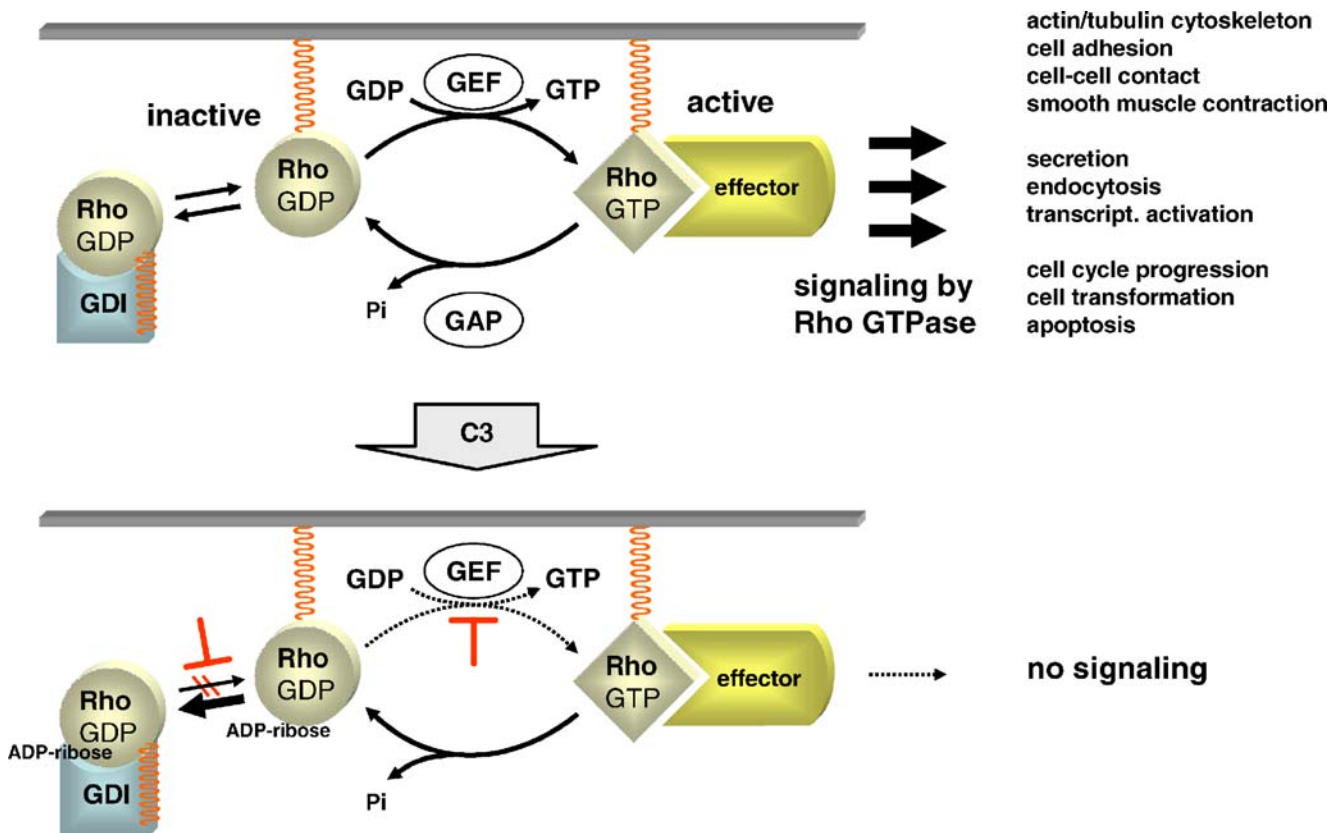 actin/tubulin cytoskeleton
cell adhesion
cell-cell contact
smooth muscle contraction
secretion
endocytosis
transcript. activation
cell cycle progression
cell transformation
apoptosis
inactive
GDP
GEF
GTP
active
Rho
GDP
GDI
Rho
GDP
Rho
GTP
effector
Pi
GAP
signaling by
Rho GTPase
C3
GDP
GEF
GTP
Rho
GDP
ADP-ribose
GDI
Rho
GDP
ADP-ribose
Rho
GTP
effector
no signaling
Pi